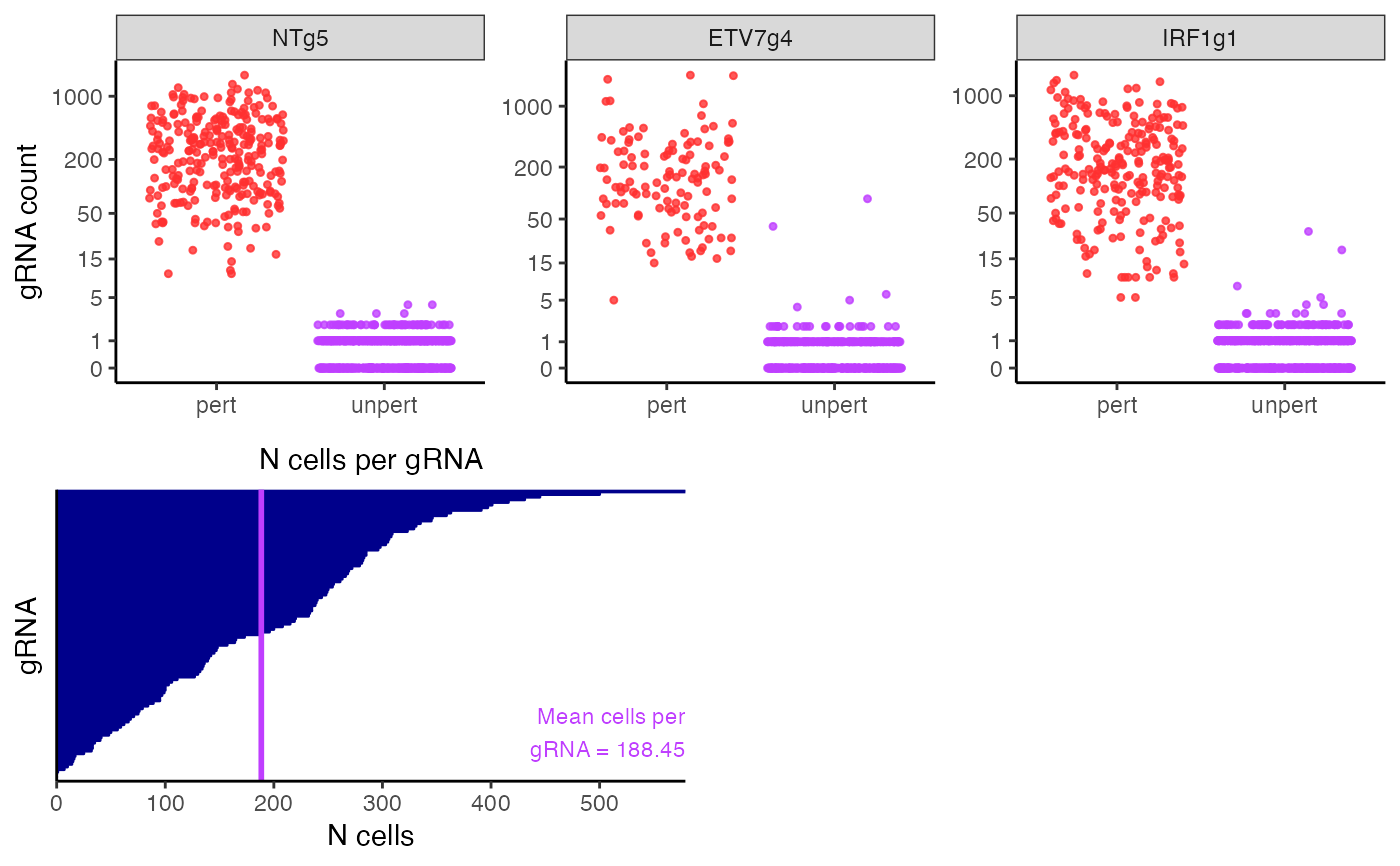 NTg5
ETV7g4
IRF1g1
gRNA count
1000
200
50
15
5
1
0
1000
200
50
15
5
1
0
1000
200
50
15
5
1
0
pert unpert
pert unpert
pert unpert
N cells per gRNA
gRNA
Mean cells per
gRNA = 188.45
0 100 200 300 400 500
N cells